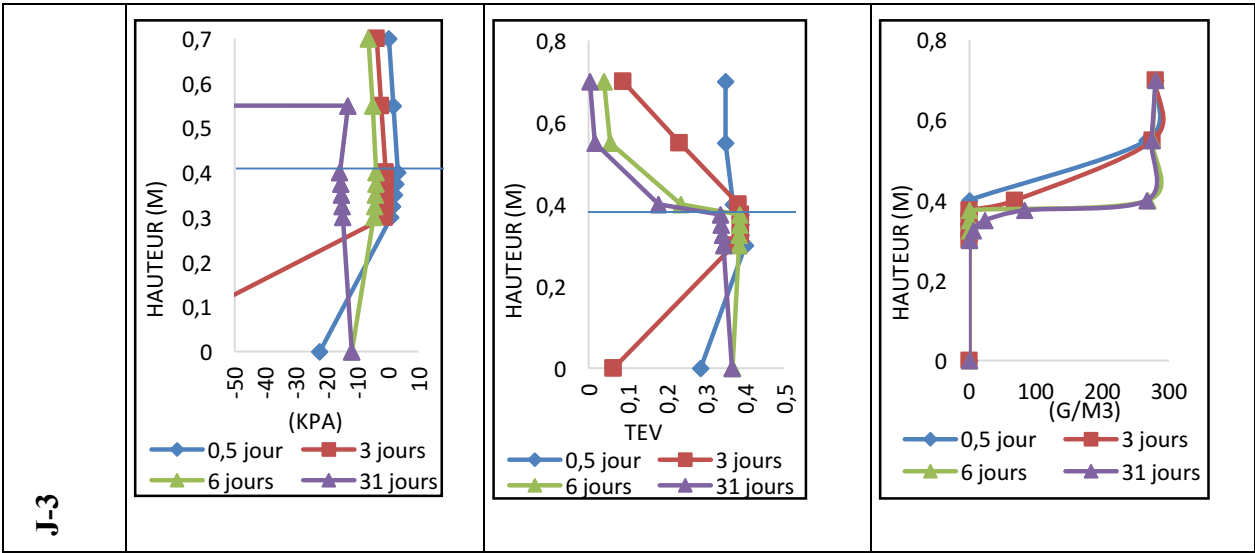 J-3
0,7
0,6
0,5
0,4
0,3
0,2
0,1
0
HAUTEUR (M)
-50
-40
-30
-20
-10
0
10
(KPA)
0,5 jour
3 jours
6 jours
31 jours
0,8
0,6
0,4
0,2
0
HAUTEUR (M)
0
0,1
0,2
0,3
0,4
0,5
TEV
0,5 jour
3 jours
6 jours
31 jours
0,8
0,6
0,4
0,2
0
HAUTEUR (M)
0 100 200 300
(G/M3)
0,5 jour
3 jours
6 jours
31 jours